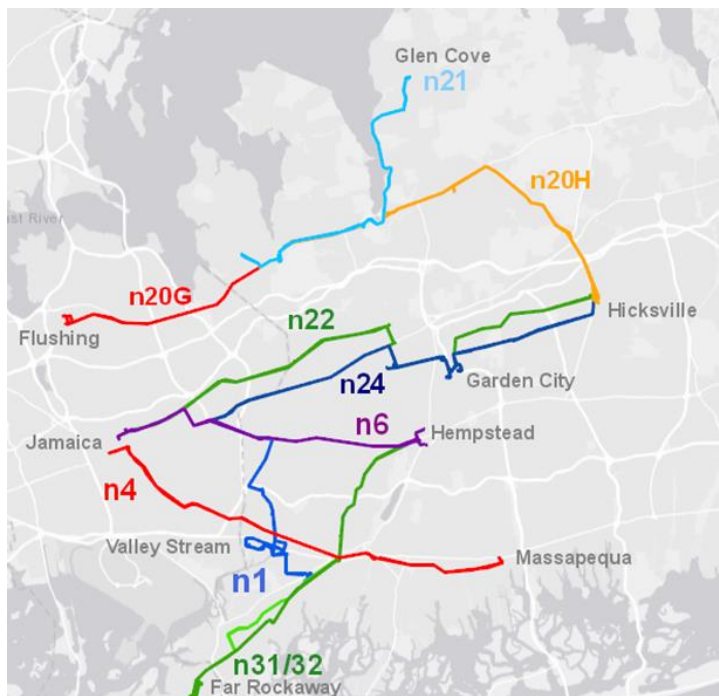 Glen Cove
n21
n20H
ast River
n20G
n22
Flushing
Hicksville
n24
Garden City
Jamaica
n6
Hempstead
n4
Valley Stream
Massapequa
n1
n31/32
Far Rockaway